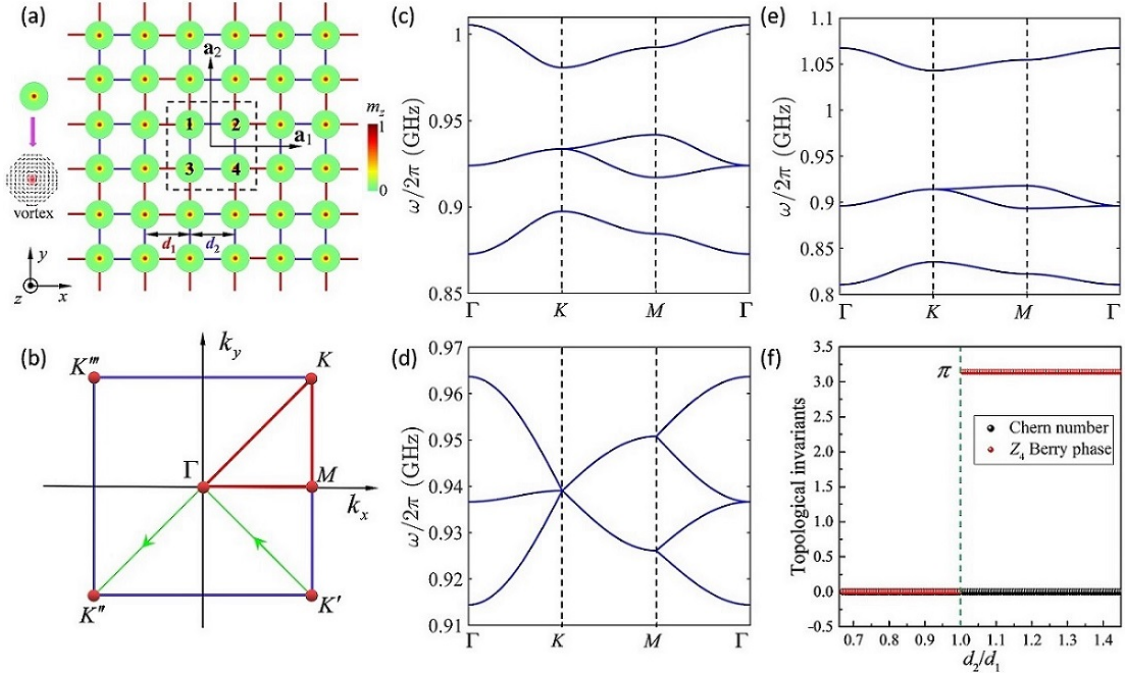 (a)
a₂
1 2
a₁
3 4
d₁ d₂
vortex
y
z x
m_z
1
0
(b)
k_y
K‴ K
Γ M
k_x
K″ K′
(c)
ω/2π (GHz)
1
0.95
0.9
0.85
Γ K M Γ
(d)
ω/2π (GHz)
0.97
0.96
0.95
0.94
0.93
0.92
0.91
Γ K M Γ
(e)
ω/2π (GHz)
1.1
1.05
1
0.95
0.9
0.85
0.8
Γ K M Γ
(f)
Topological invariants
3.5
3.0
2.5
2.0
1.5
1.0
0.5
0.0
-0.5
π
Chern number
Z₄ Berry phase
0.7 0.8 0.9 1.0 1.1 1.2 1.3 1.4
d₂/d₁